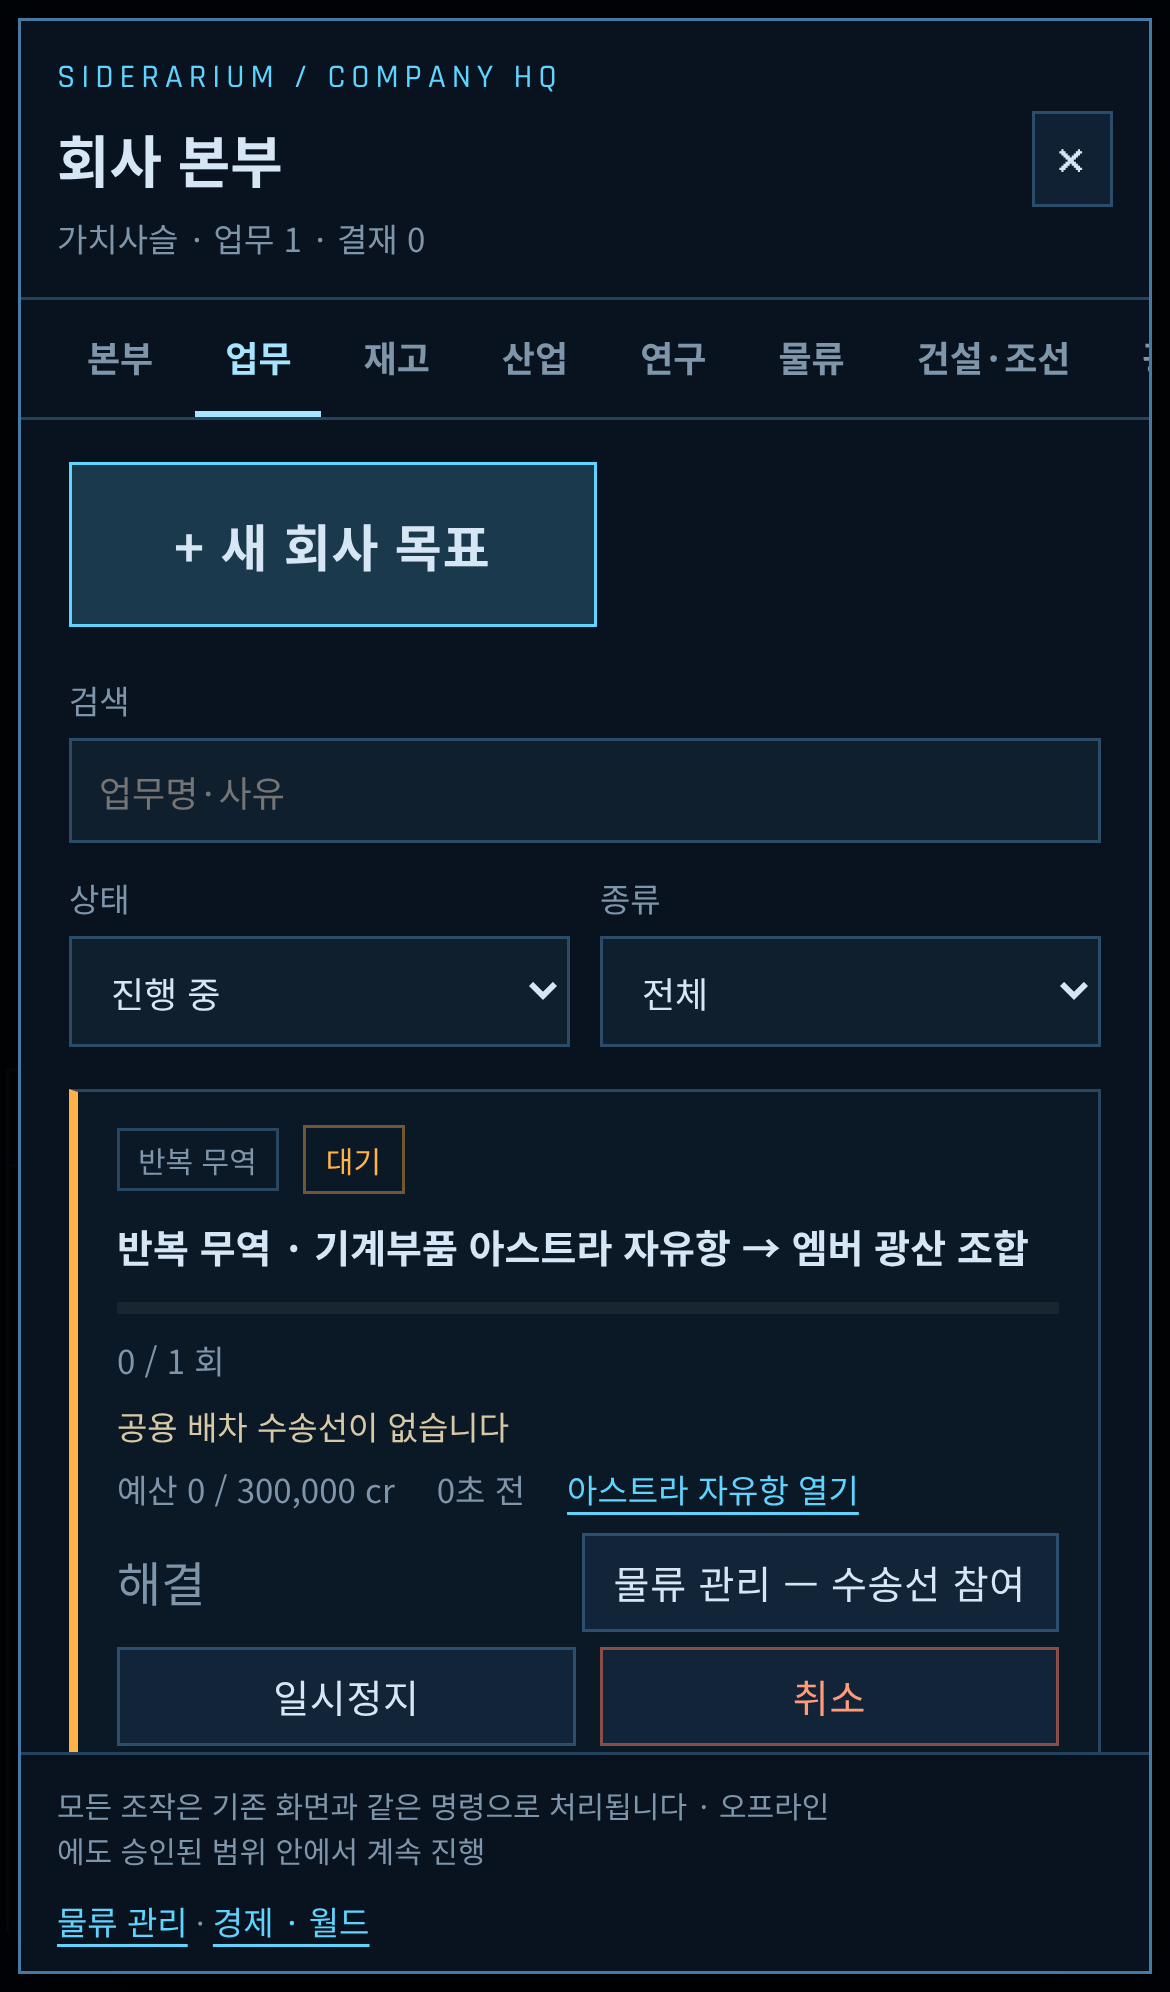 SIDERARIUM / COMPANY HQ
회사 본부
×
가치사슬 · 업무 1 · 결재 0
본부 업무 재고 산업 연구 물류 건설·조선
+ 새 회사 목표
검색
업무명·사유
상태 종류
진행 중 전체
반복 무역 대기
반복 무역 · 기계부품 아스트라 자유항 → 엠버 광산 조합
0 / 1 회
공용 배차 수송선이 없습니다
예산 0 / 300,000 cr 0초 전 아스트라 자유항 열기
해결 물류 관리 — 수송선 참여
일시정지 취소
모든 조작은 기존 화면과 같은 명령으로 처리됩니다 · 오프라인
에도 승인된 범위 안에서 계속 진행
물류 관리 · 경제 · 월드